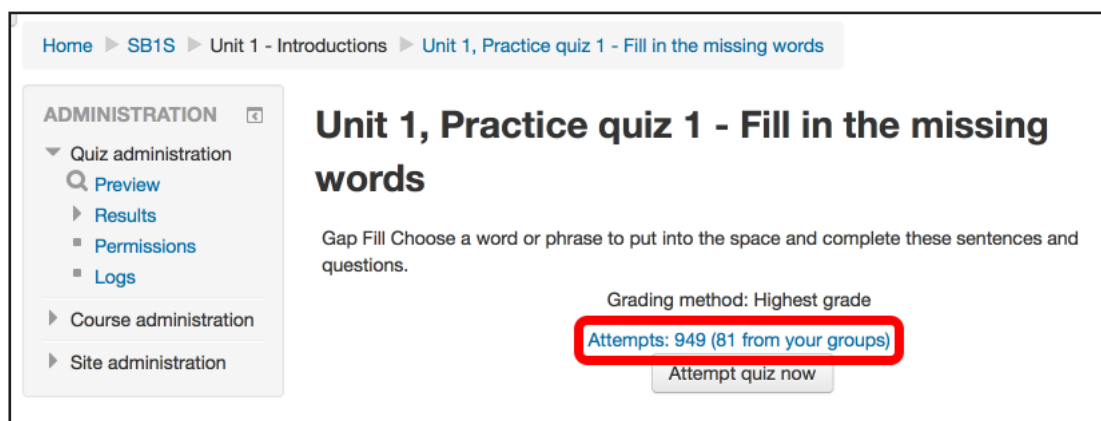 Home SB1S Unit 1 - Introductions Unit 1, Practice quiz 1 - Fill in the missing words
ADMINISTRATION
Quiz administration
Preview
Results
Permissions
Logs
Course administration
Site administration
Unit 1, Practice quiz 1 - Fill in the missing
words
Gap Fill Choose a word or phrase to put into the space and complete these sentences and
questions.
Grading method: Highest grade
Attempts: 949 (81 from your groups)
Attempt quiz now